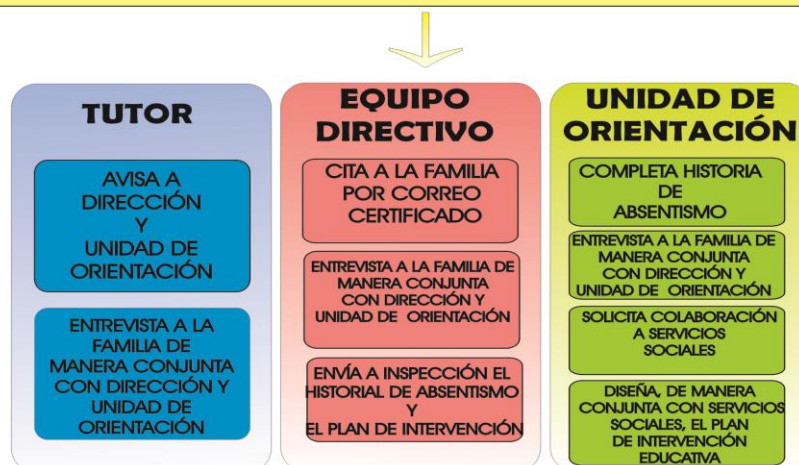 TUTOR
AVISA A
DIRECCIÓN
Y
UNIDAD DE
ORIENTACIÓN
ENTREVISTA A LA
FAMILIA DE
MANERA CONJUNTA
CON DIRECCIÓN Y
UNIDAD DE
ORIENTACIÓN
EQUIPO
DIRECTIVO
CITA A LA FAMILIA
POR CORREO
CERTIFICADO
ENTREVISTA A LA FAMILIA DE
MANERA CONJUNTA
CON DIRECCIÓN Y
UNIDAD DE ORIENTACIÓN
ENVÍA A INSPECCIÓN EL
HISTORIAL DE ABSENTISMO
Y
EL PLAN DE INTERVENCIÓN
UNIDAD DE
ORIENTACIÓN
COMPLETA HISTORIA
DE
ABSENTISMO
ENTREVISTA A LA FAMILIA DE
MANERA CONJUNTA
CON DIRECCIÓN Y
UNIDAD DE ORIENTACIÓN
SOLICITA COLABORACIÓN
A SERVICIOS
SOCIALES
DISEÑA, DE MANERA
CONJUNTA CON SERVICIOS
SOCIALES, EL PLAN
DE INTERVENCIÓN
EDUCATIVA